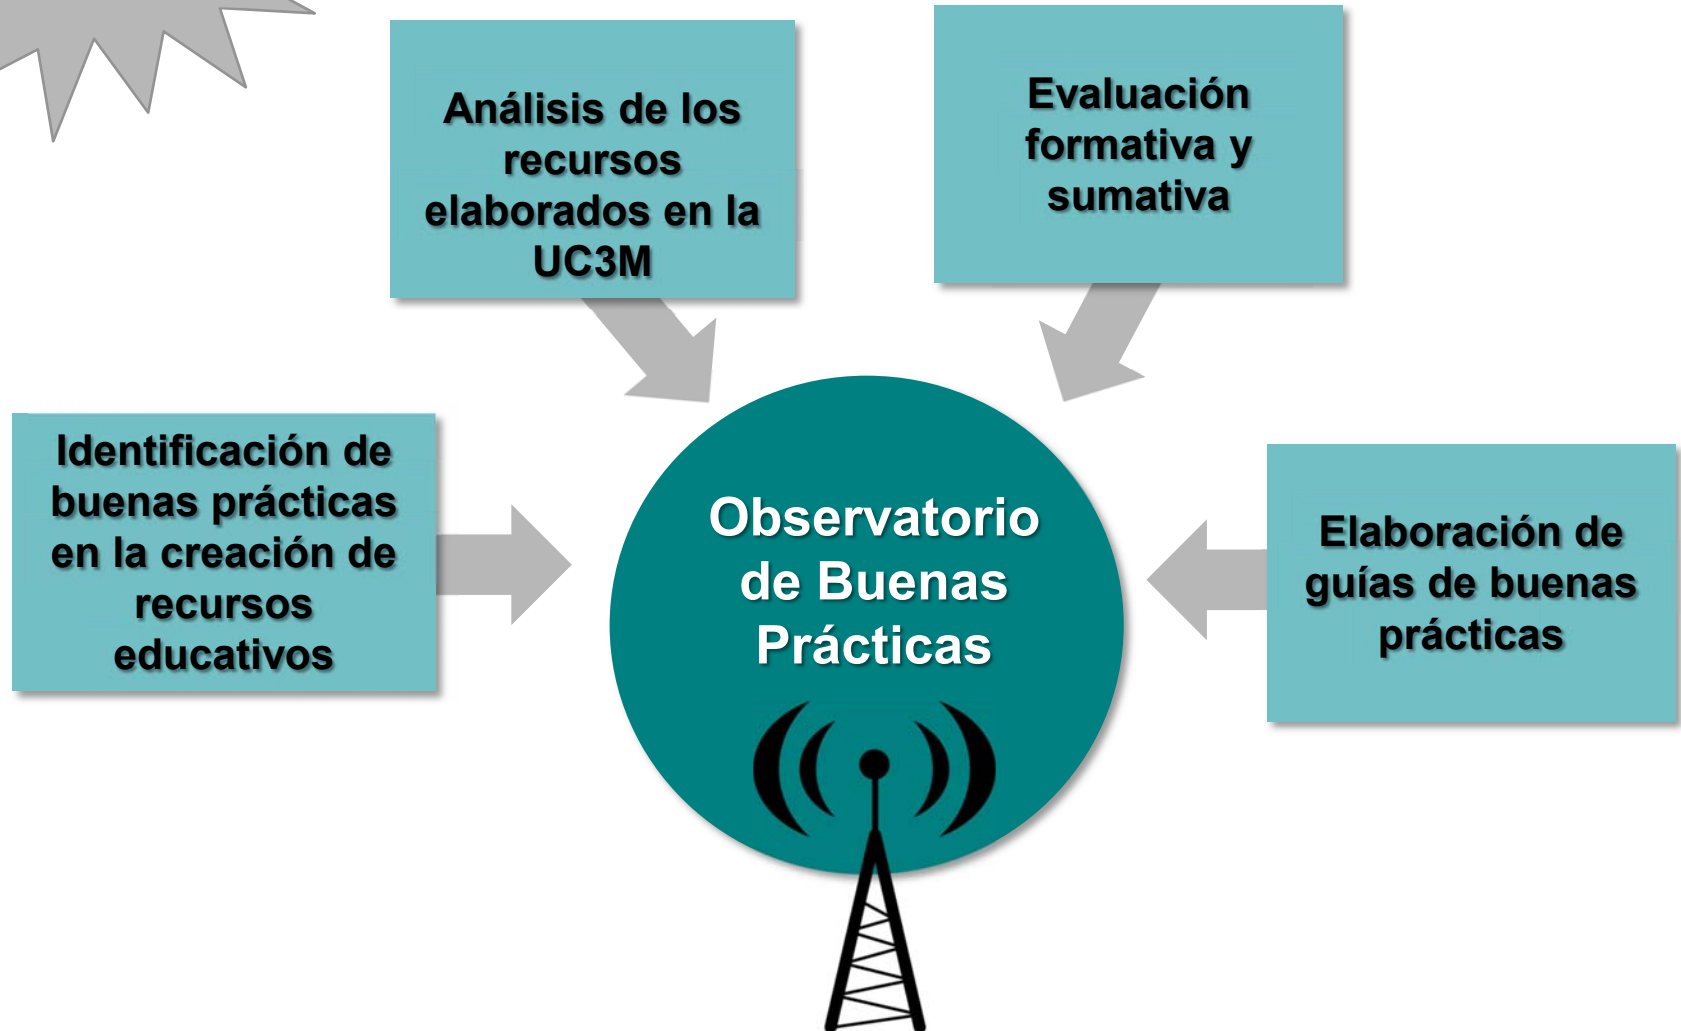 Análisis de los
recursos
elaborados en la
UC3M
Evaluación
formativa y
sumativa
Identificación de
buenas prácticas
en la creación de
recursos
educativos
Observatorio
de Buenas
Prácticas
Elaboración de
guías de buenas
prácticas